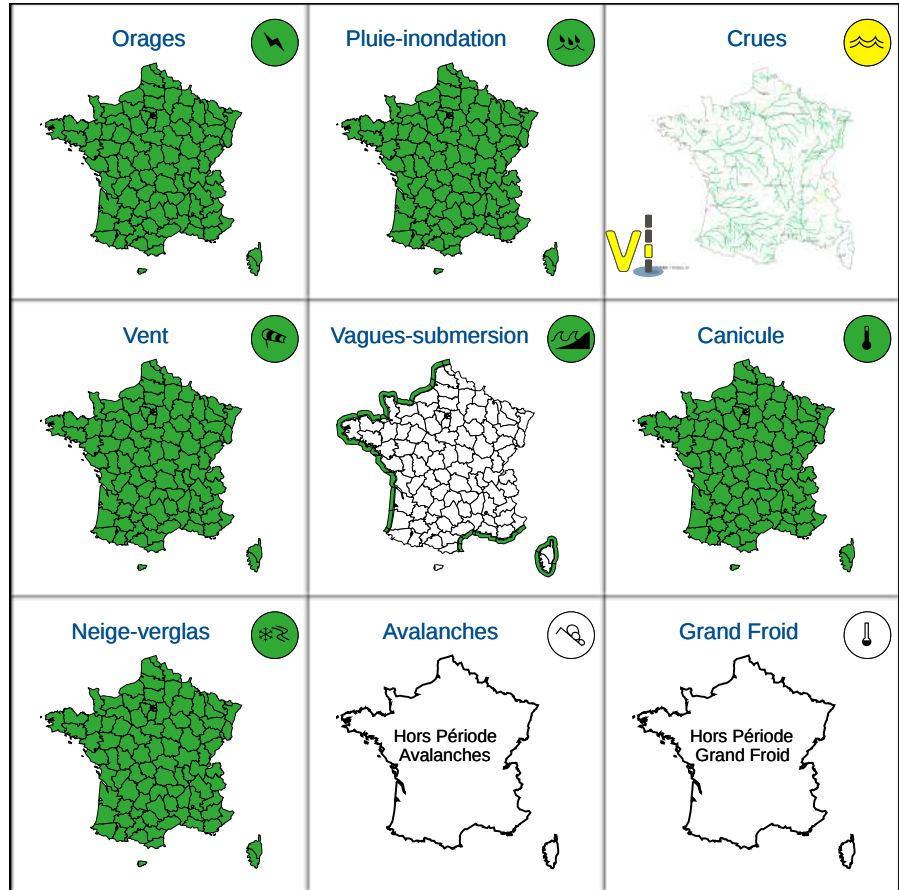 Orages
Pluie-inondation
Crues
Vi
Vent
Vagues-submersion
Canicule
Neige-verglas
Avalanches
Grand Froid
Hors Période
Avalanches
Hors Période
Grand Froid